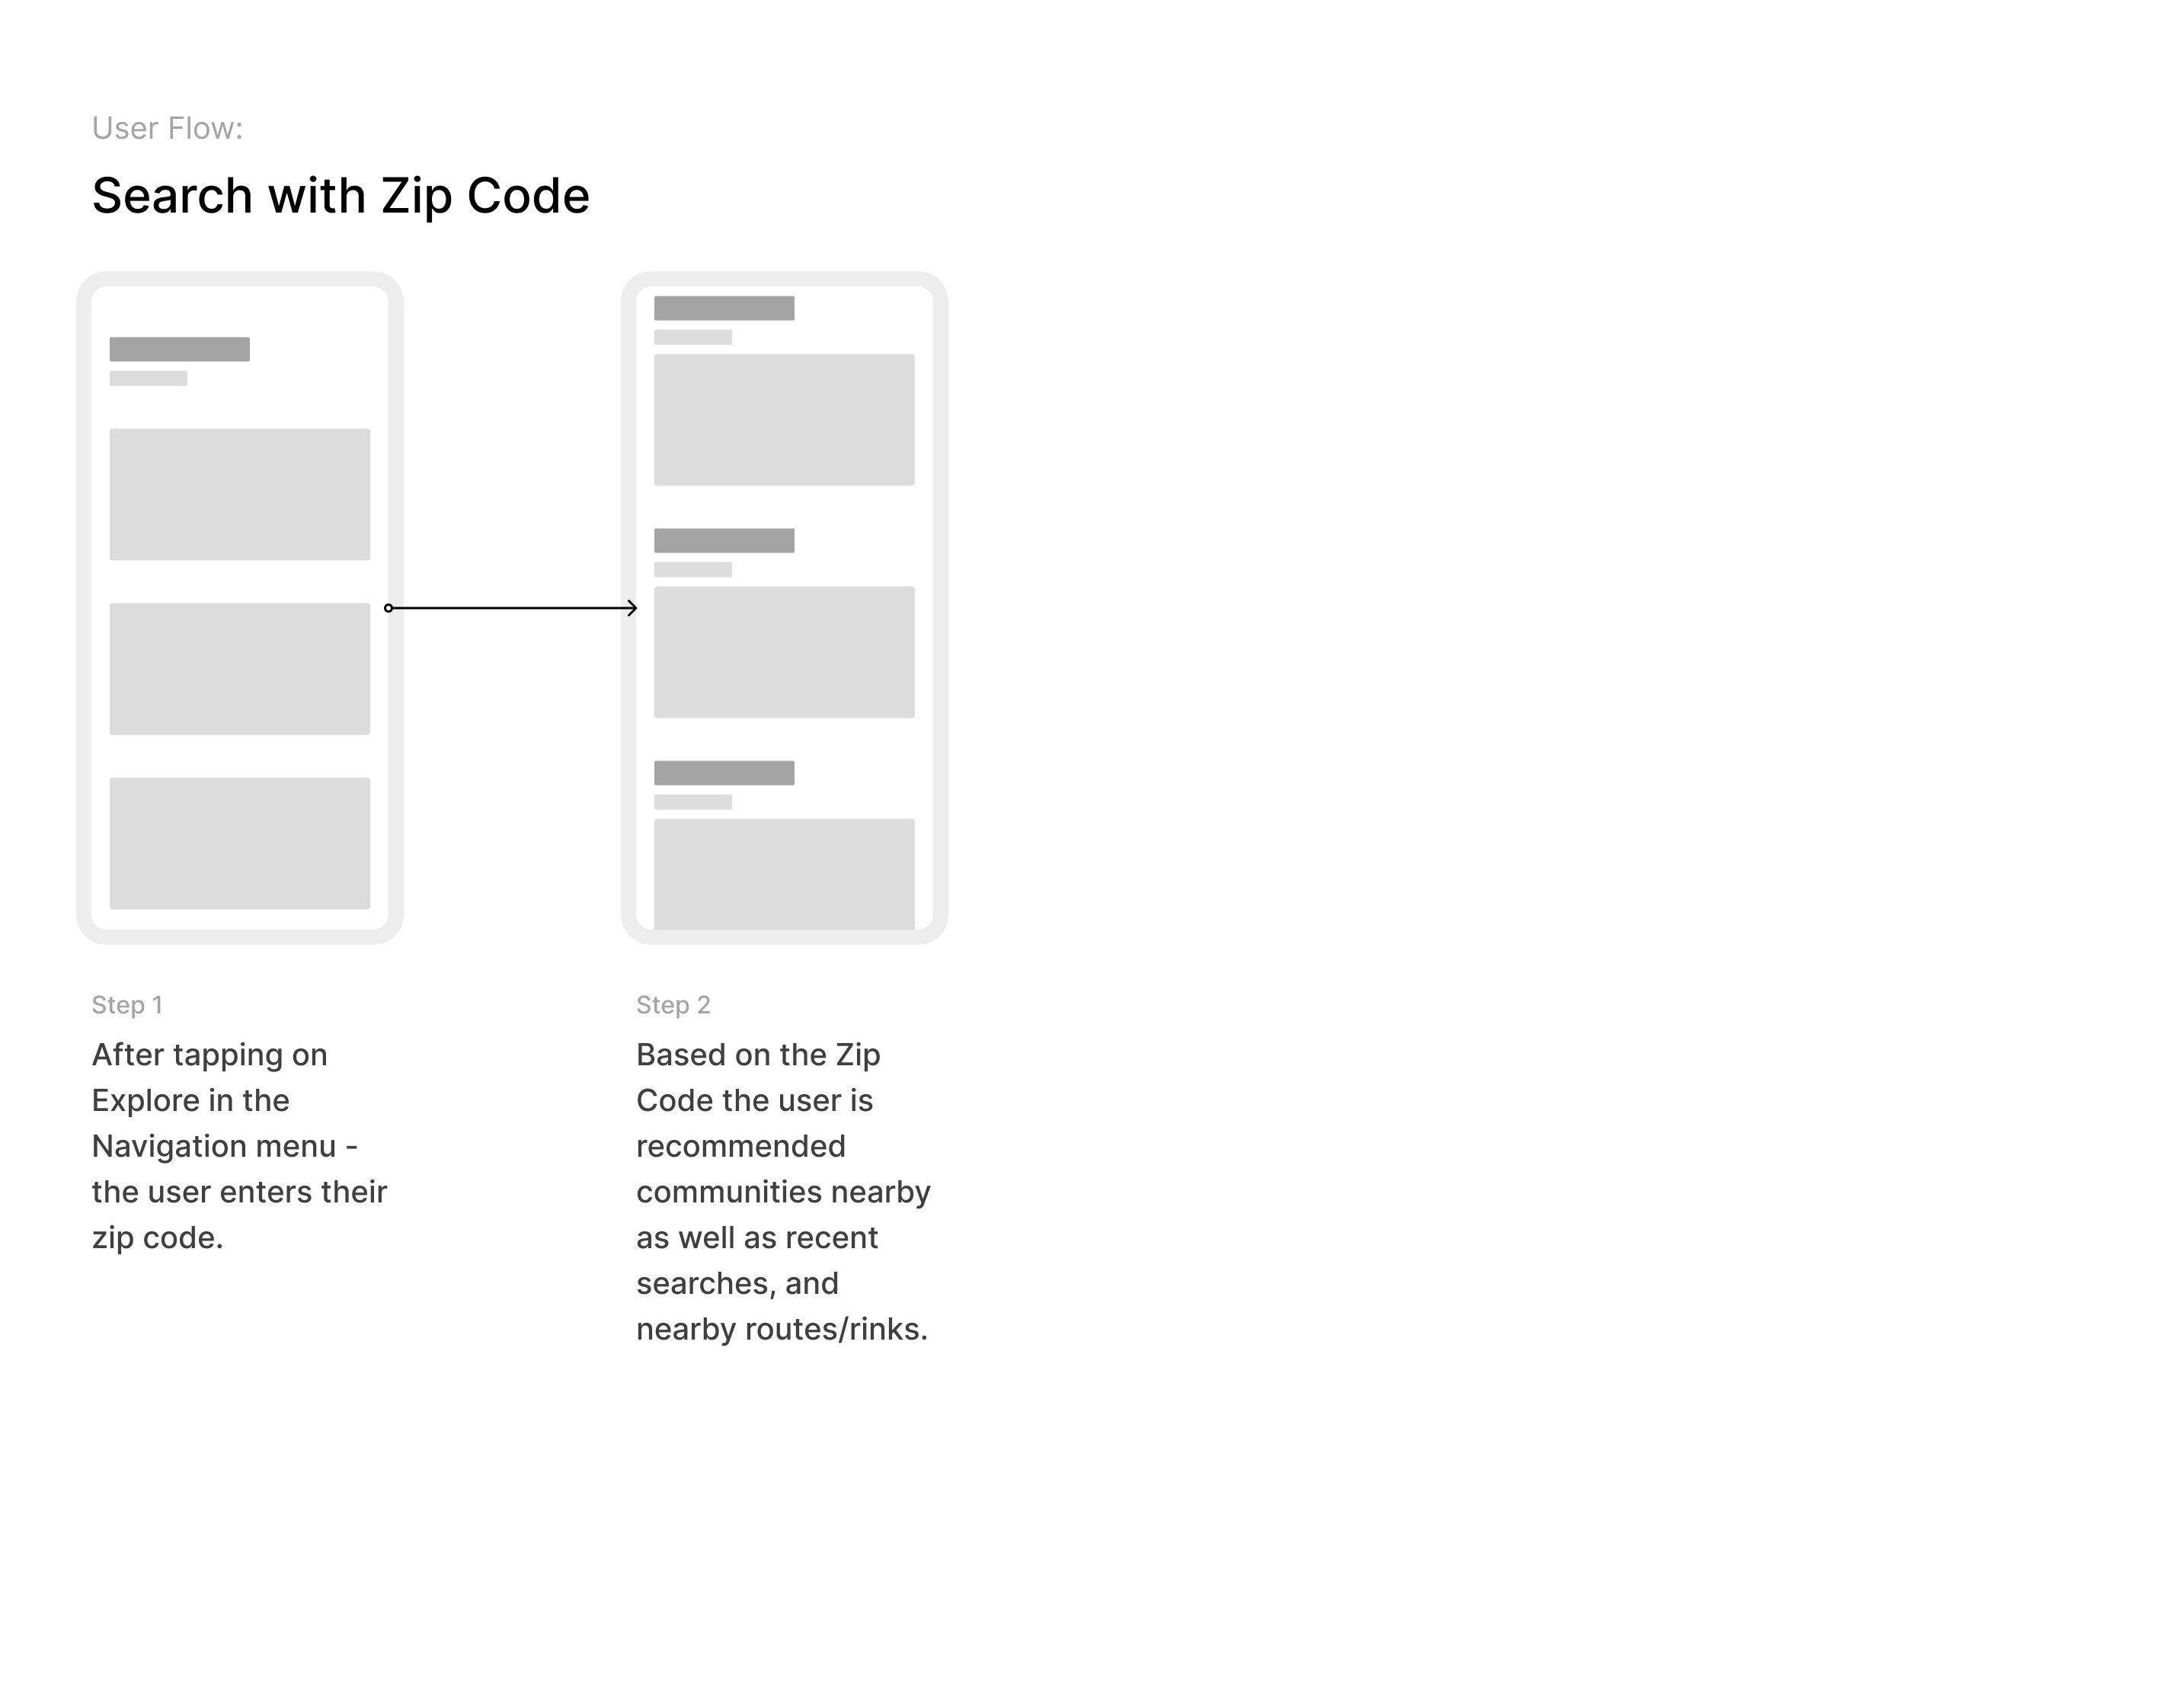 User Flow:
Search with Zip Code
Step 1
After tapping on
Explore in the
Navigation menu -
the user enters their
zip code.
Step 2
Based on the Zip
Code the user is
recommended
communities nearby
as well as recent
searches, and
nearby routes/rinks.